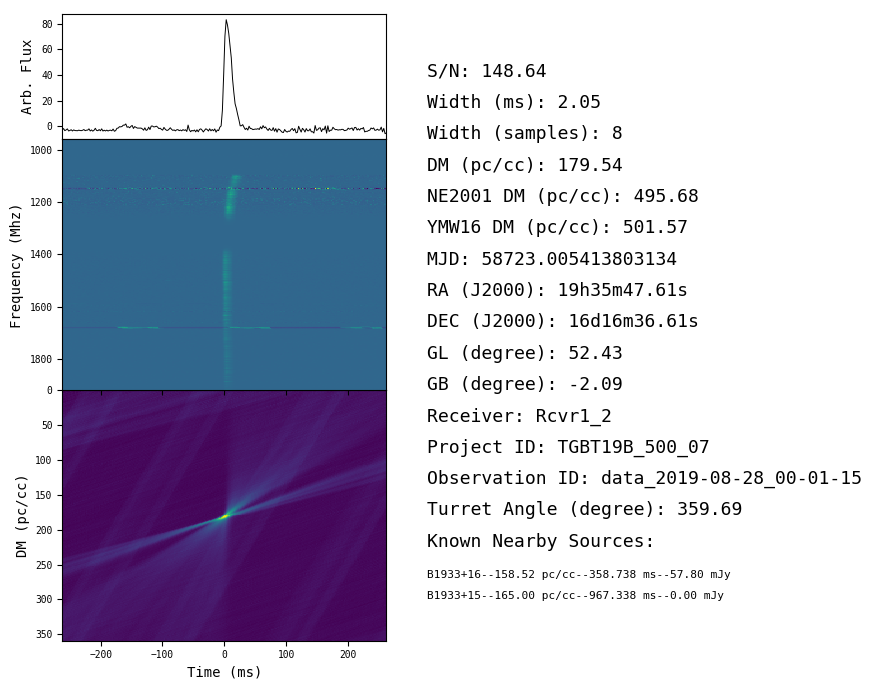 80
60
40
20
0
Arb. Flux
1000
1200
1400
1600
1800
Frequency (Mhz)
0
50
100
150
200
250
300
350
DM (pc/cc)
−200
−100
0
100
200
Time (ms)
S/N: 148.64
Width (ms): 2.05
Width (samples): 8
DM (pc/cc): 179.54
NE2001 DM (pc/cc): 495.68
YMW16 DM (pc/cc): 501.57
MJD: 58723.005413803134
RA (J2000): 19h35m47.61s
DEC (J2000): 16d16m36.61s
GL (degree): 52.43
GB (degree): -2.09
Receiver: Rcvr1_2
Project ID: TGBT19B_500_07
Observation ID: data_2019-08-28_00-01-15
Turret Angle (degree): 359.69
Known Nearby Sources:
B1933+16--158.52 pc/cc--358.738 ms--57.80 mJy
B1933+15--165.00 pc/cc--967.338 ms--0.00 mJy